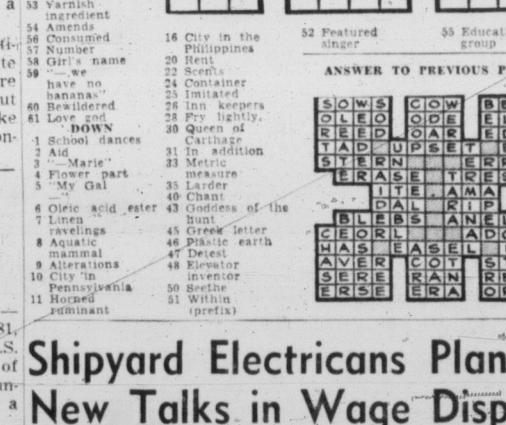 53 Varnish
ingredient
54 Amends
56 Consumed
57 Number
58 Girl's name
59 "—, we
have no
bananas"
60 Bewildered
61 Love god
DOWN
1 School dances
2 Aid
3 "—Marie"
4 Flower part
5 "My Gal
—"
6 Oleic acid ester
7 Linen
ravelings
8 Aquatic
mammal
9 Alterations
10 City in
Pennsylvania
11 Horned
ruminant
16 City in the
Philippines
20 Rent
22 Scents
24 Container
25 Imitated
26 Inn keepers
28 Fry lightly.
30 Queen of
Carthage
31 In addition
33 Metric
measure
35 Larder
40 Chant
43 Goddess of the
hunt
45 Greek letter
46 Plastic earth
47 Detest
48 Elevator
inventor
50 Seethe
51 Within
(prefix)
52 Featured
singer
55 Educat
group
ANSWER TO PREVIOUS P
SOWS COW BE
OLEO ODE
REED OAR
TAD UPSET
STERN ERR
ERASE TRES
ITE AMA
DAL RIP
BLEBS ANE
CEORL ADO
HAS EASEL
AVER COT S
SERE RAN
ERSE ERA
81,
.S.
of
a
Shipyard Electricans Plan
New Talks in Wage Disp